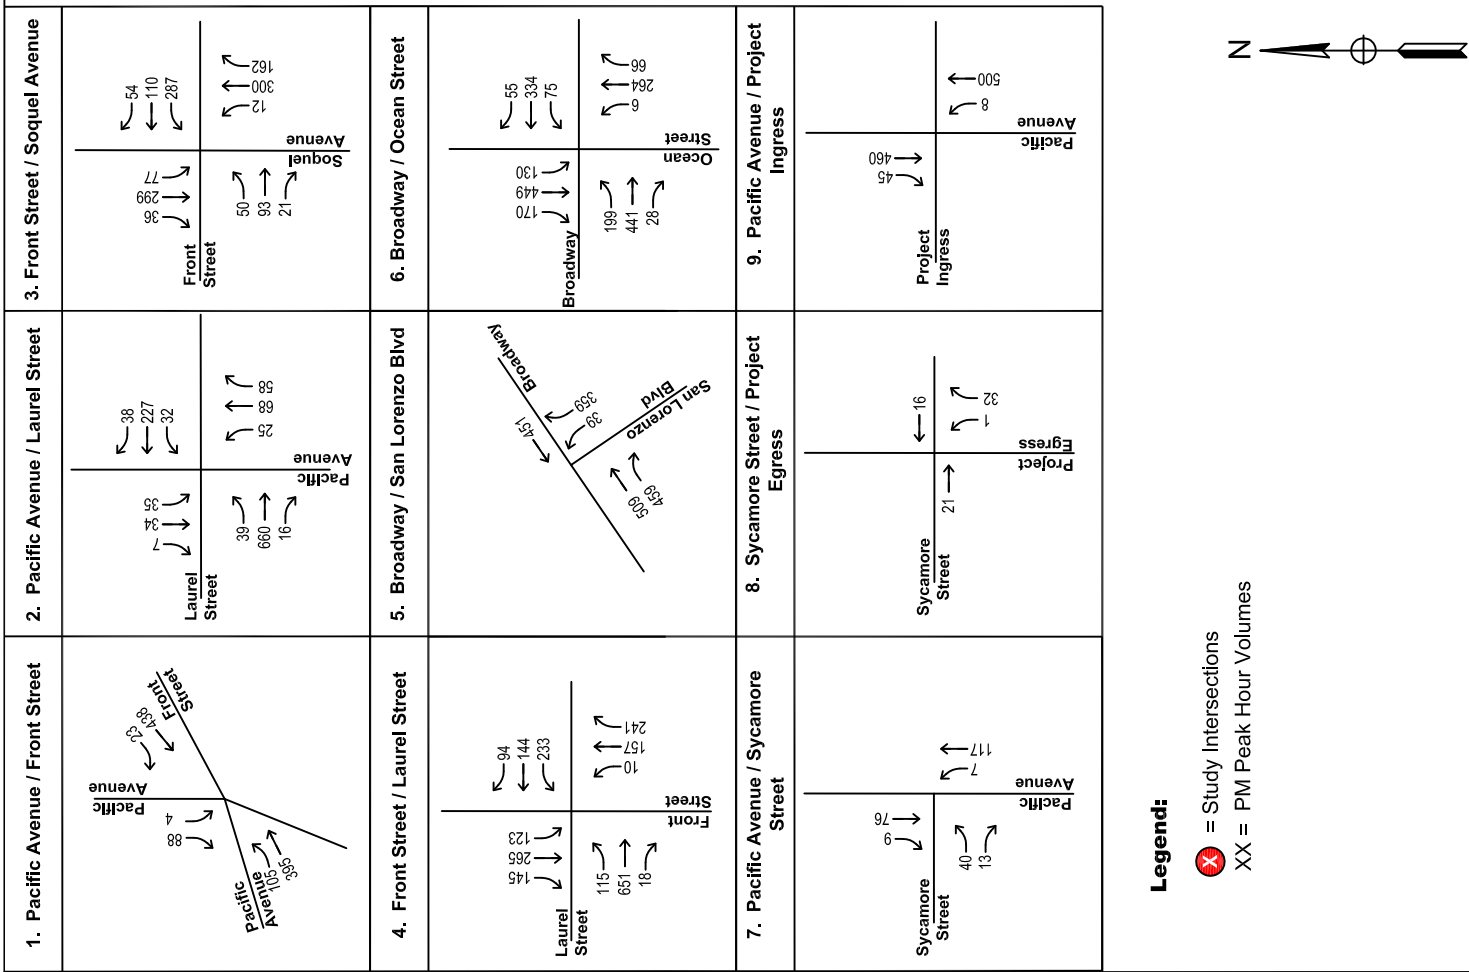 1. Pacific Avenue / Front Street
Pacific
Avenue
Front
Street
Pacific
Avenue
23
438
4
88
105
395
2. Pacific Avenue / Laurel Street
Laurel
Street
Pacific
Avenue
38
227
32
35
34
7
39
660
16
25
68
58
3. Front Street / Soquel Avenue
Front
Street
Soquel
Avenue
54
110
287
77
299
36
50
93
21
12
300
162
4. Front Street / Laurel Street
Laurel
Street
Front
Street
94
144
233
123
265
145
115
651
18
10
157
241
5. Broadway / San Lorenzo Blvd
Broadway
San Lorenzo
Blvd
451
359
39
509
459
6. Broadway / Ocean Street
Broadway
Ocean
Street
55
334
75
130
449
170
199
441
28
6
264
66
7. Pacific Avenue / Sycamore
Street
Sycamore
Street
Pacific
Avenue
76
9
40
13
7
117
8. Sycamore Street / Project
Egress
Sycamore
Street
Project
Egress
16
21
1
32
9. Pacific Avenue / Project
Ingress
Project
Ingress
Pacific
Avenue
460
45
8
500
Legend:
X = Study Intersections
XX = PM Peak Hour Volumes
N